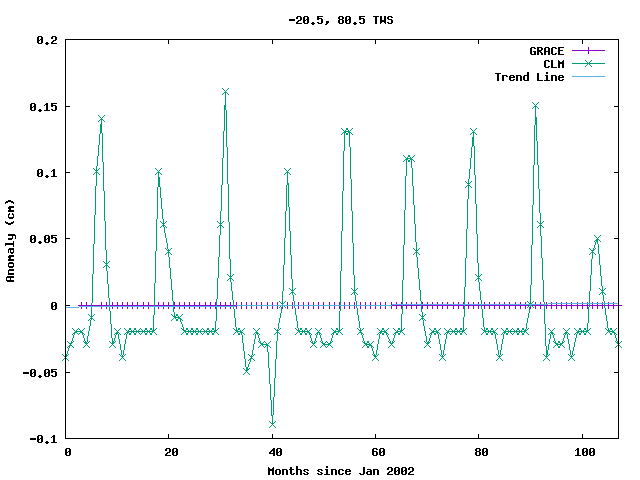 -20.5, 80.5 TWS
GRACE
CLM
Trend Line
0.2
0.15
0.1
0.05
0
-0.05
-0.1
Anomaly (cm)
0 20 40 60 80 100
Months since Jan 2002